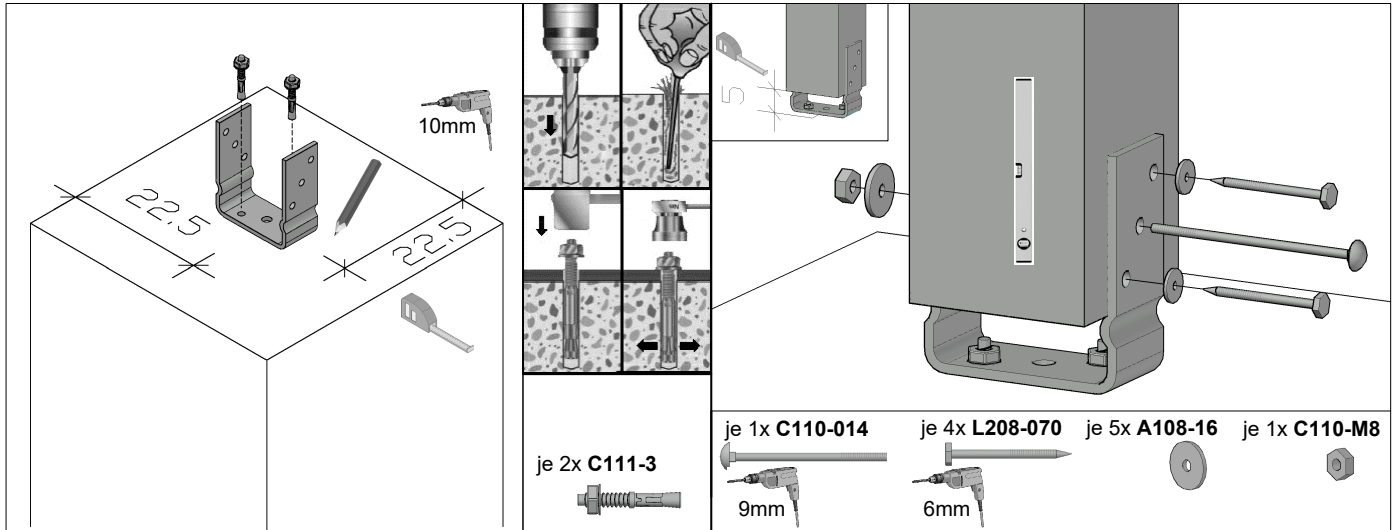 10mm
22.5
22.5
je 2x C111-3
5
je 1x C110-014
9mm
je 4x L208-070
6mm
je 5x A108-16
je 1x C110-M8